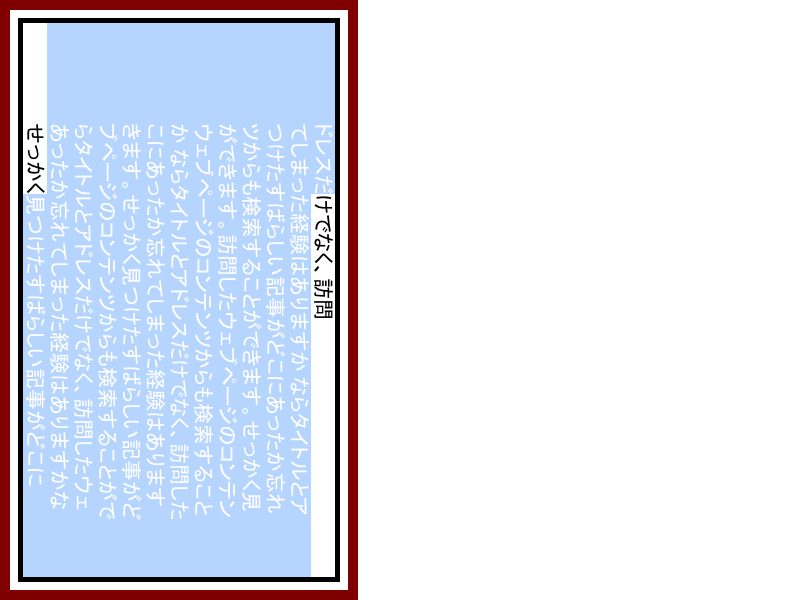 せっかく見つけたすばらしい記事がどこに
あったか忘れてしまった経験はありますかな
らタイトルとアドレスだけでなく、訪問したウェ
ブページのコンテンツからも検索することがで
きます。せっかく見つけたすばらしい記事がど
こにあったか忘れてしまった経験はあります
か ならタイトルとアドレスだけでなく、訪問した
ウェブページのコンテンツからも検索すること
ができます。訪問したウェブページのコンテン
ツからも検索することができます。せっかく見
つけたすばらしい記事がどこにあったか忘れ
てしまった経験はありますか ならタイトルとア
ドレスだけでなく、訪問